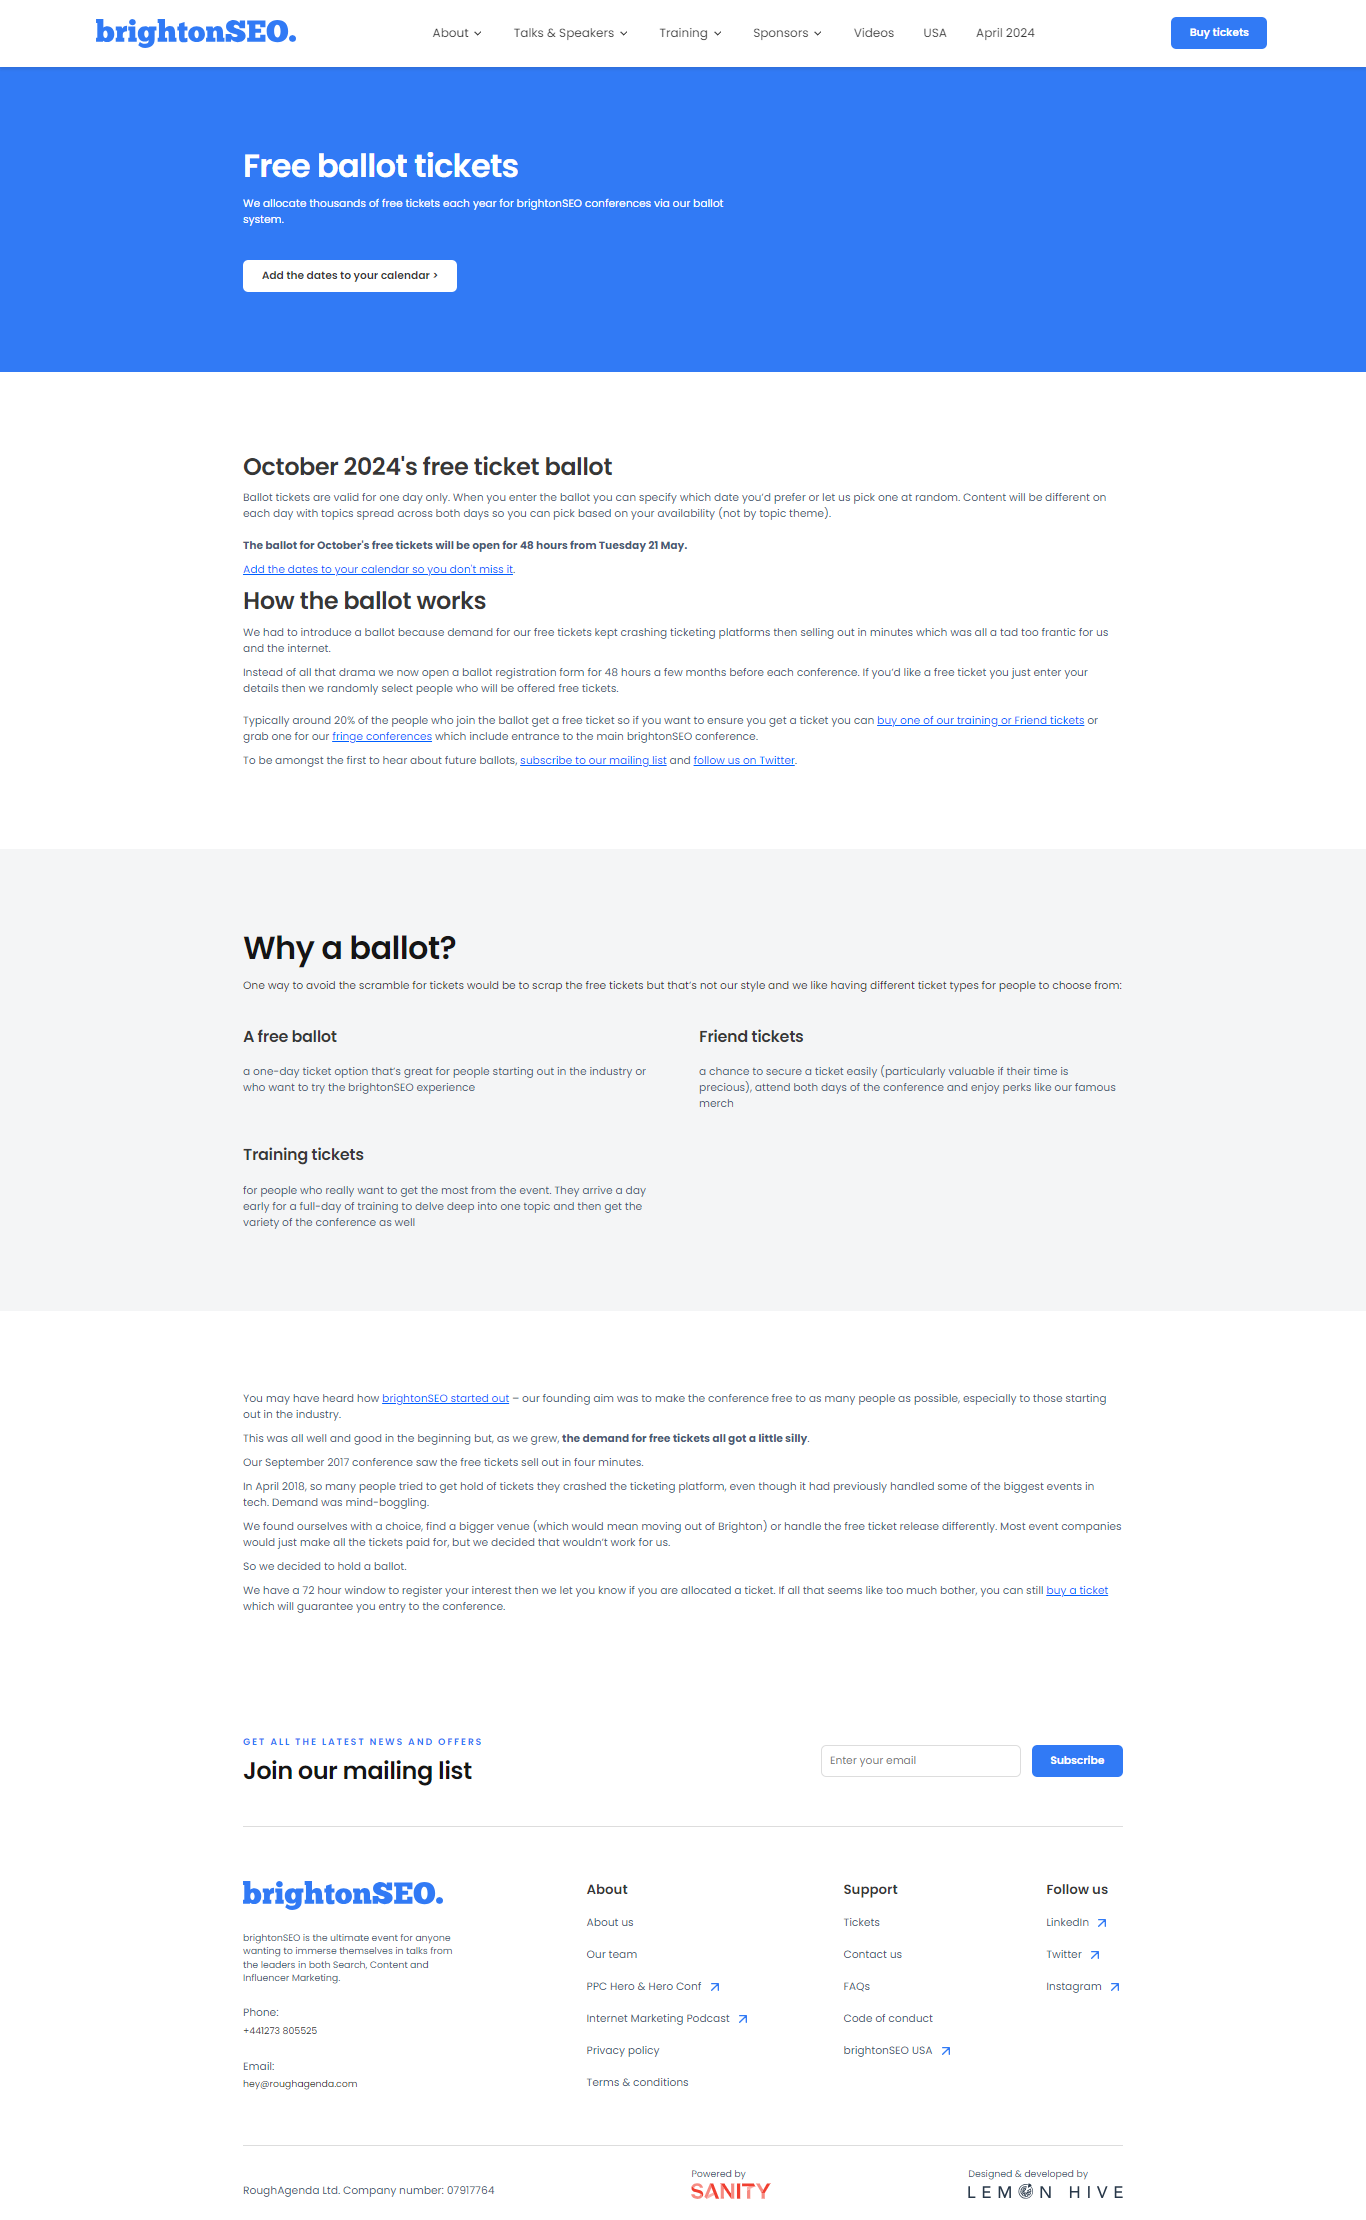 brightonSEO.
About
Talks & Speakers
Training
Sponsors
Videos
USA
April 2024
Buy tickets
Free ballot tickets
We allocate thousands of free tickets each year for brightonSEO conferences via our ballot
system.
Add the dates to your calendar >
October 2024's free ticket ballot
Ballot tickets are valid for one day only. When you enter the ballot you can specify which date you’d prefer or let us pick one at random. Content will be different on
each day with topics spread across both days so you can pick based on your availability (not by topic theme).
The ballot for October's free tickets will be open for 48 hours from Tuesday 21 May.
Add the dates to your calendar so you don't miss it.
How the ballot works
We had to introduce a ballot because demand for our free tickets kept crashing ticketing platforms then selling out in minutes which was all a tad too frantic for us
and the internet.
Instead of all that drama we now open a ballot registration form for 48 hours a few months before each conference. If you’d like a free ticket you just enter your
details then we randomly select people who will be offered free tickets.
Typically around 20% of the people who join the ballot get a free ticket so if you want to ensure you get a ticket you can buy one of our training or Friend tickets or
grab one for our fringe conferences which include entrance to the main brightonSEO conference.
To be amongst the first to hear about future ballots, subscribe to our mailing list and follow us on Twitter.
Why a ballot?
One way to avoid the scramble for tickets would be to scrap the free tickets but that’s not our style and we like having different ticket types for people to choose from:
A free ballot
a one-day ticket option that’s great for people starting out in the industry or
who want to try the brightonSEO experience
Friend tickets
a chance to secure a ticket easily (particularly valuable if their time is
precious), attend both days of the conference and enjoy perks like our famous
merch
Training tickets
for people who really want to get the most from the event. They arrive a day
early for a full-day of training to delve deep into one topic and then get the
variety of the conference as well
You may have heard how brightonSEO started out – our founding aim was to make the conference free to as many people as possible, especially to those starting
out in the industry.
This was all well and good in the beginning but, as we grew, the demand for free tickets all got a little silly.
Our September 2017 conference saw the free tickets sell out in four minutes.
In April 2018, so many people tried to get hold of tickets they crashed the ticketing platform, even though it had previously handled some of the biggest events in
tech. Demand was mind-boggling.
We found ourselves with a choice, find a bigger venue (which would mean moving out of Brighton) or handle the free ticket release differently. Most event companies
would just make all the tickets paid for, but we decided that wouldn’t work for us.
So we decided to hold a ballot.
We have a 72 hour window to register your interest then we let you know if you are allocated a ticket. If all that seems like too much bother, you can still buy a ticket
which will guarantee you entry to the conference.
GET ALL THE LATEST NEWS AND OFFERS
Join our mailing list
Enter your email
Subscribe
brightonSEO.
brightonSEO is the ultimate event for anyone
wanting to immerse themselves in talks from
the leaders in both Search, Content and
Influencer Marketing.
Phone:
+441273 805525
Email:
hey@roughagenda.com
About
About us
Our team
PPC Hero & Hero Conf
Internet Marketing Podcast
Privacy policy
Terms & conditions
Support
Tickets
Contact us
FAQs
Code of conduct
brightonSEO USA
Follow us
LinkedIn
Twitter
Instagram
RoughAgenda Ltd. Company number: 07917764
Powered by
SANITY
Designed & developed by
LEMON HIVE